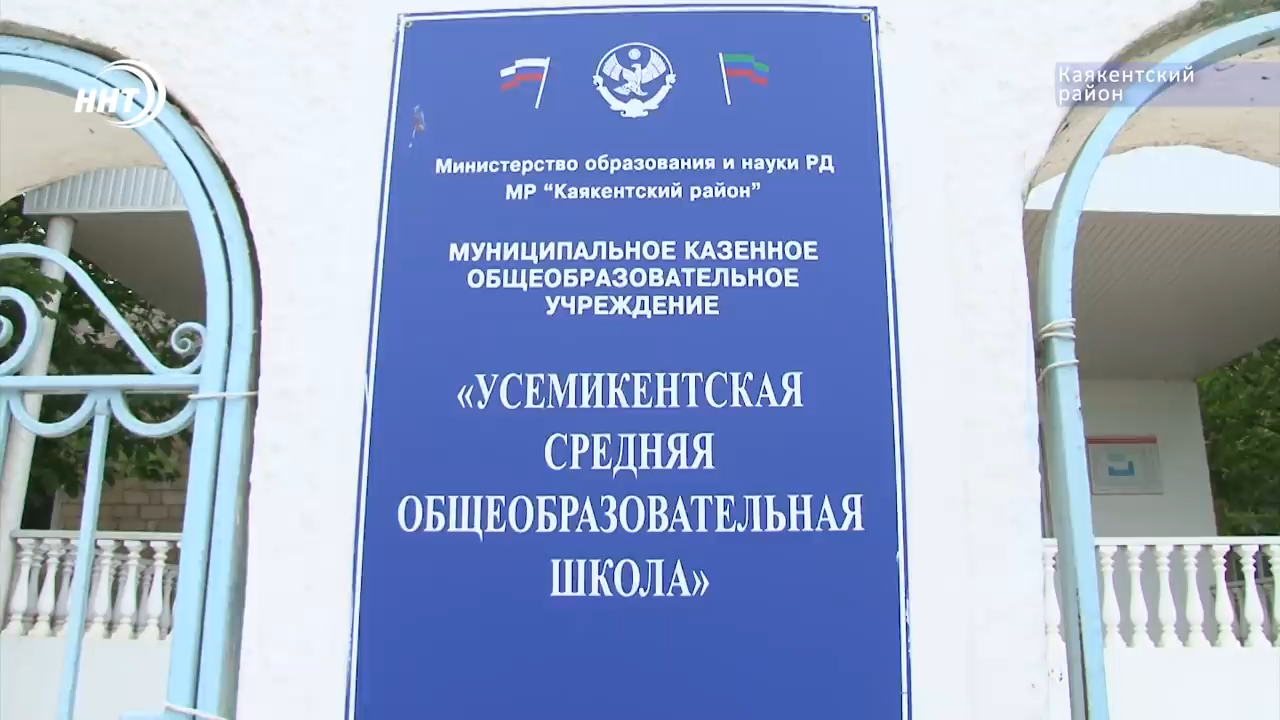 ННТ
Каякентский
район
Министерство образования и науки РД
МР “Каякентский район”
МУНИЦИПАЛЬНОЕ КАЗЕННОЕ
ОБЩЕОБРАЗОВАТЕЛЬНОЕ
УЧРЕЖДЕНИЕ
«УСЕМИКЕНТСКАЯ
СРЕДНЯЯ
ОБЩЕОБРАЗОВАТЕЛЬНАЯ
ШКОЛА»